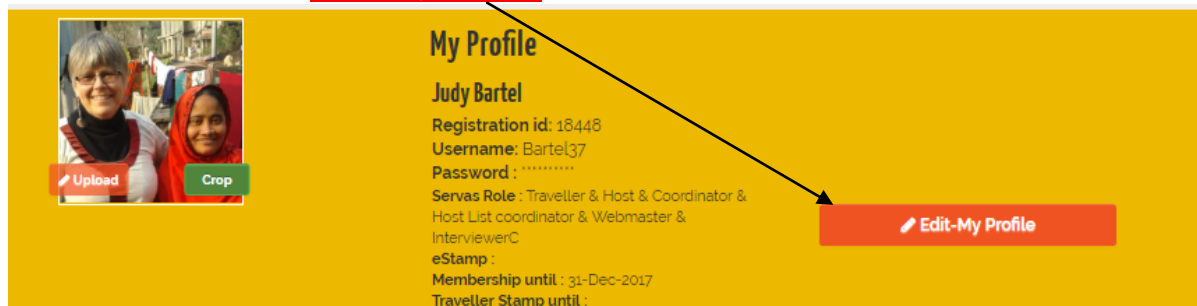 My Profile
Judy Bartel
Registration id: 18448
Username: Bartel37
Password : **********
Servas Role : Traveller & Host & Coordinator &
Host List coordinator & Webmaster &
InterviewerC
eStamp :
Membership until : 31-Dec-2017
Traveller Stamp until :
Upload
Crop
Edit-My Profile